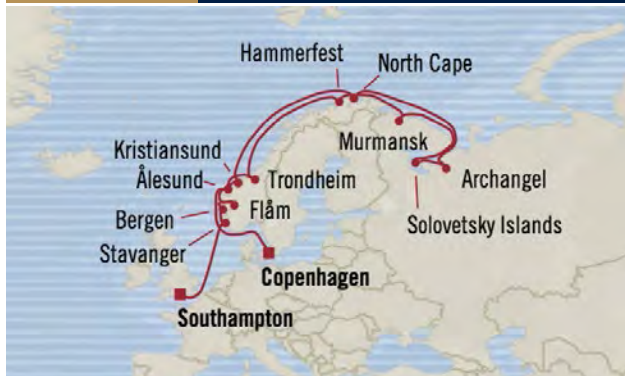 Hammerfest
North Cape
Murmansk
Kristiansund
Ålesund
Trondheim
Archangel
Flåm
Bergen
Solovetsky Islands
Stavanger
Copenhagen
Southampton